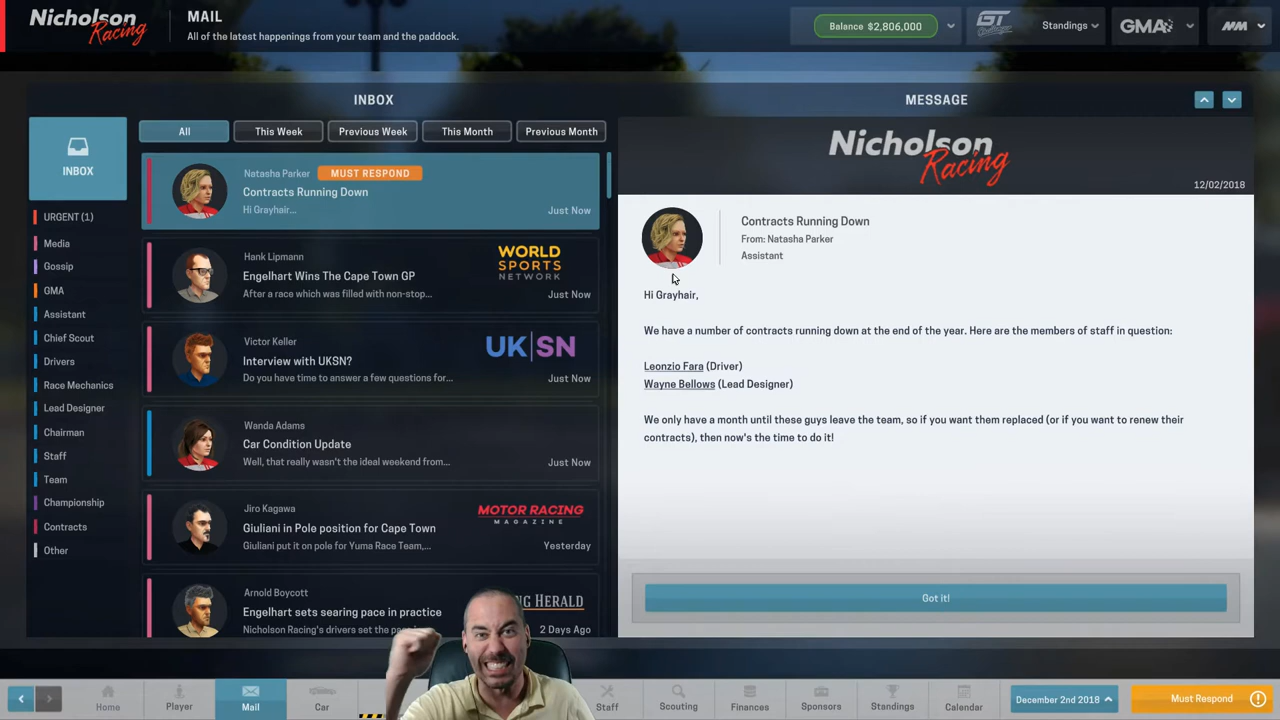 Nicholson
Racing
MAIL
All of the latest happenings from your team and the paddock.
Balance $2,806,000
GT
Challenger
Standings
GMA
INBOX
MESSAGE
INBOX
All
This Week
Previous Week
This Month
Previous Month
URGENT (1)
Media
Gossip
GMA
Assistant
Chief Scout
Drivers
Race Mechanics
Lead Designer
Chairman
Staff
Team
Championship
Contracts
Other
Natasha Parker
MUST RESPOND
Contracts Running Down
Hi Grayhair...
Just Now
Hank Lipmann
Engelhart Wins The Cape Town GP
After a race which was filled with non-stop...
WORLD
SPORTS
NETWORK
Just Now
Victor Keller
Interview with UKSN?
Do you have time to answer a few questions for...
UK|SN
Just Now
Wanda Adams
Car Condition Update
Well, that really wasn't the ideal weekend from...
Just Now
Jiro Kagawa
Giuliani in Pole position for Cape Town
Giuliani put it on pole for Yuma Race Team,...
MOTOR RACING
MAGAZINE
Yesterday
Arnold Boycott
Engelhart sets searing pace in practice
Nicholson Racing's drivers set the
HERALD
2 Days Ago
Nicholson
Racing
12/02/2018
Contracts Running Down
From: Natasha Parker
Assistant
Hi Grayhair,
We have a number of contracts running down at the end of the year. Here are the members of staff in question:
Leonzio Fara (Driver)
Wayne Bellows (Lead Designer)
We only have a month until these guys leave the team, so if you want them replaced (or if you want to renew their
contracts), then now's the time to do it!
Got it!
Home
Player
Mail
Car
Staff
Scouting
Finances
Sponsors
Standings
Calendar
December 2nd 2018
Must Respond